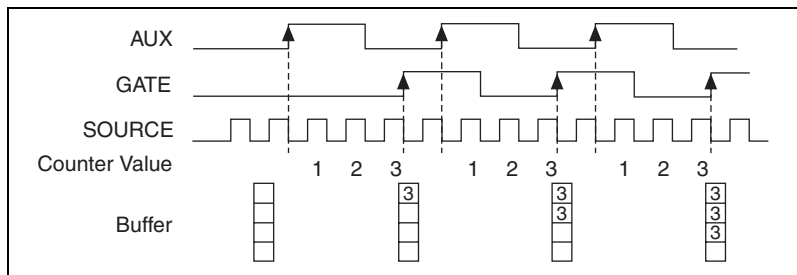 AUX
GATE
SOURCE
Counter Value 1 2 3 1 2 3 1 2 3
Buffer
3 3 3
3 3
3